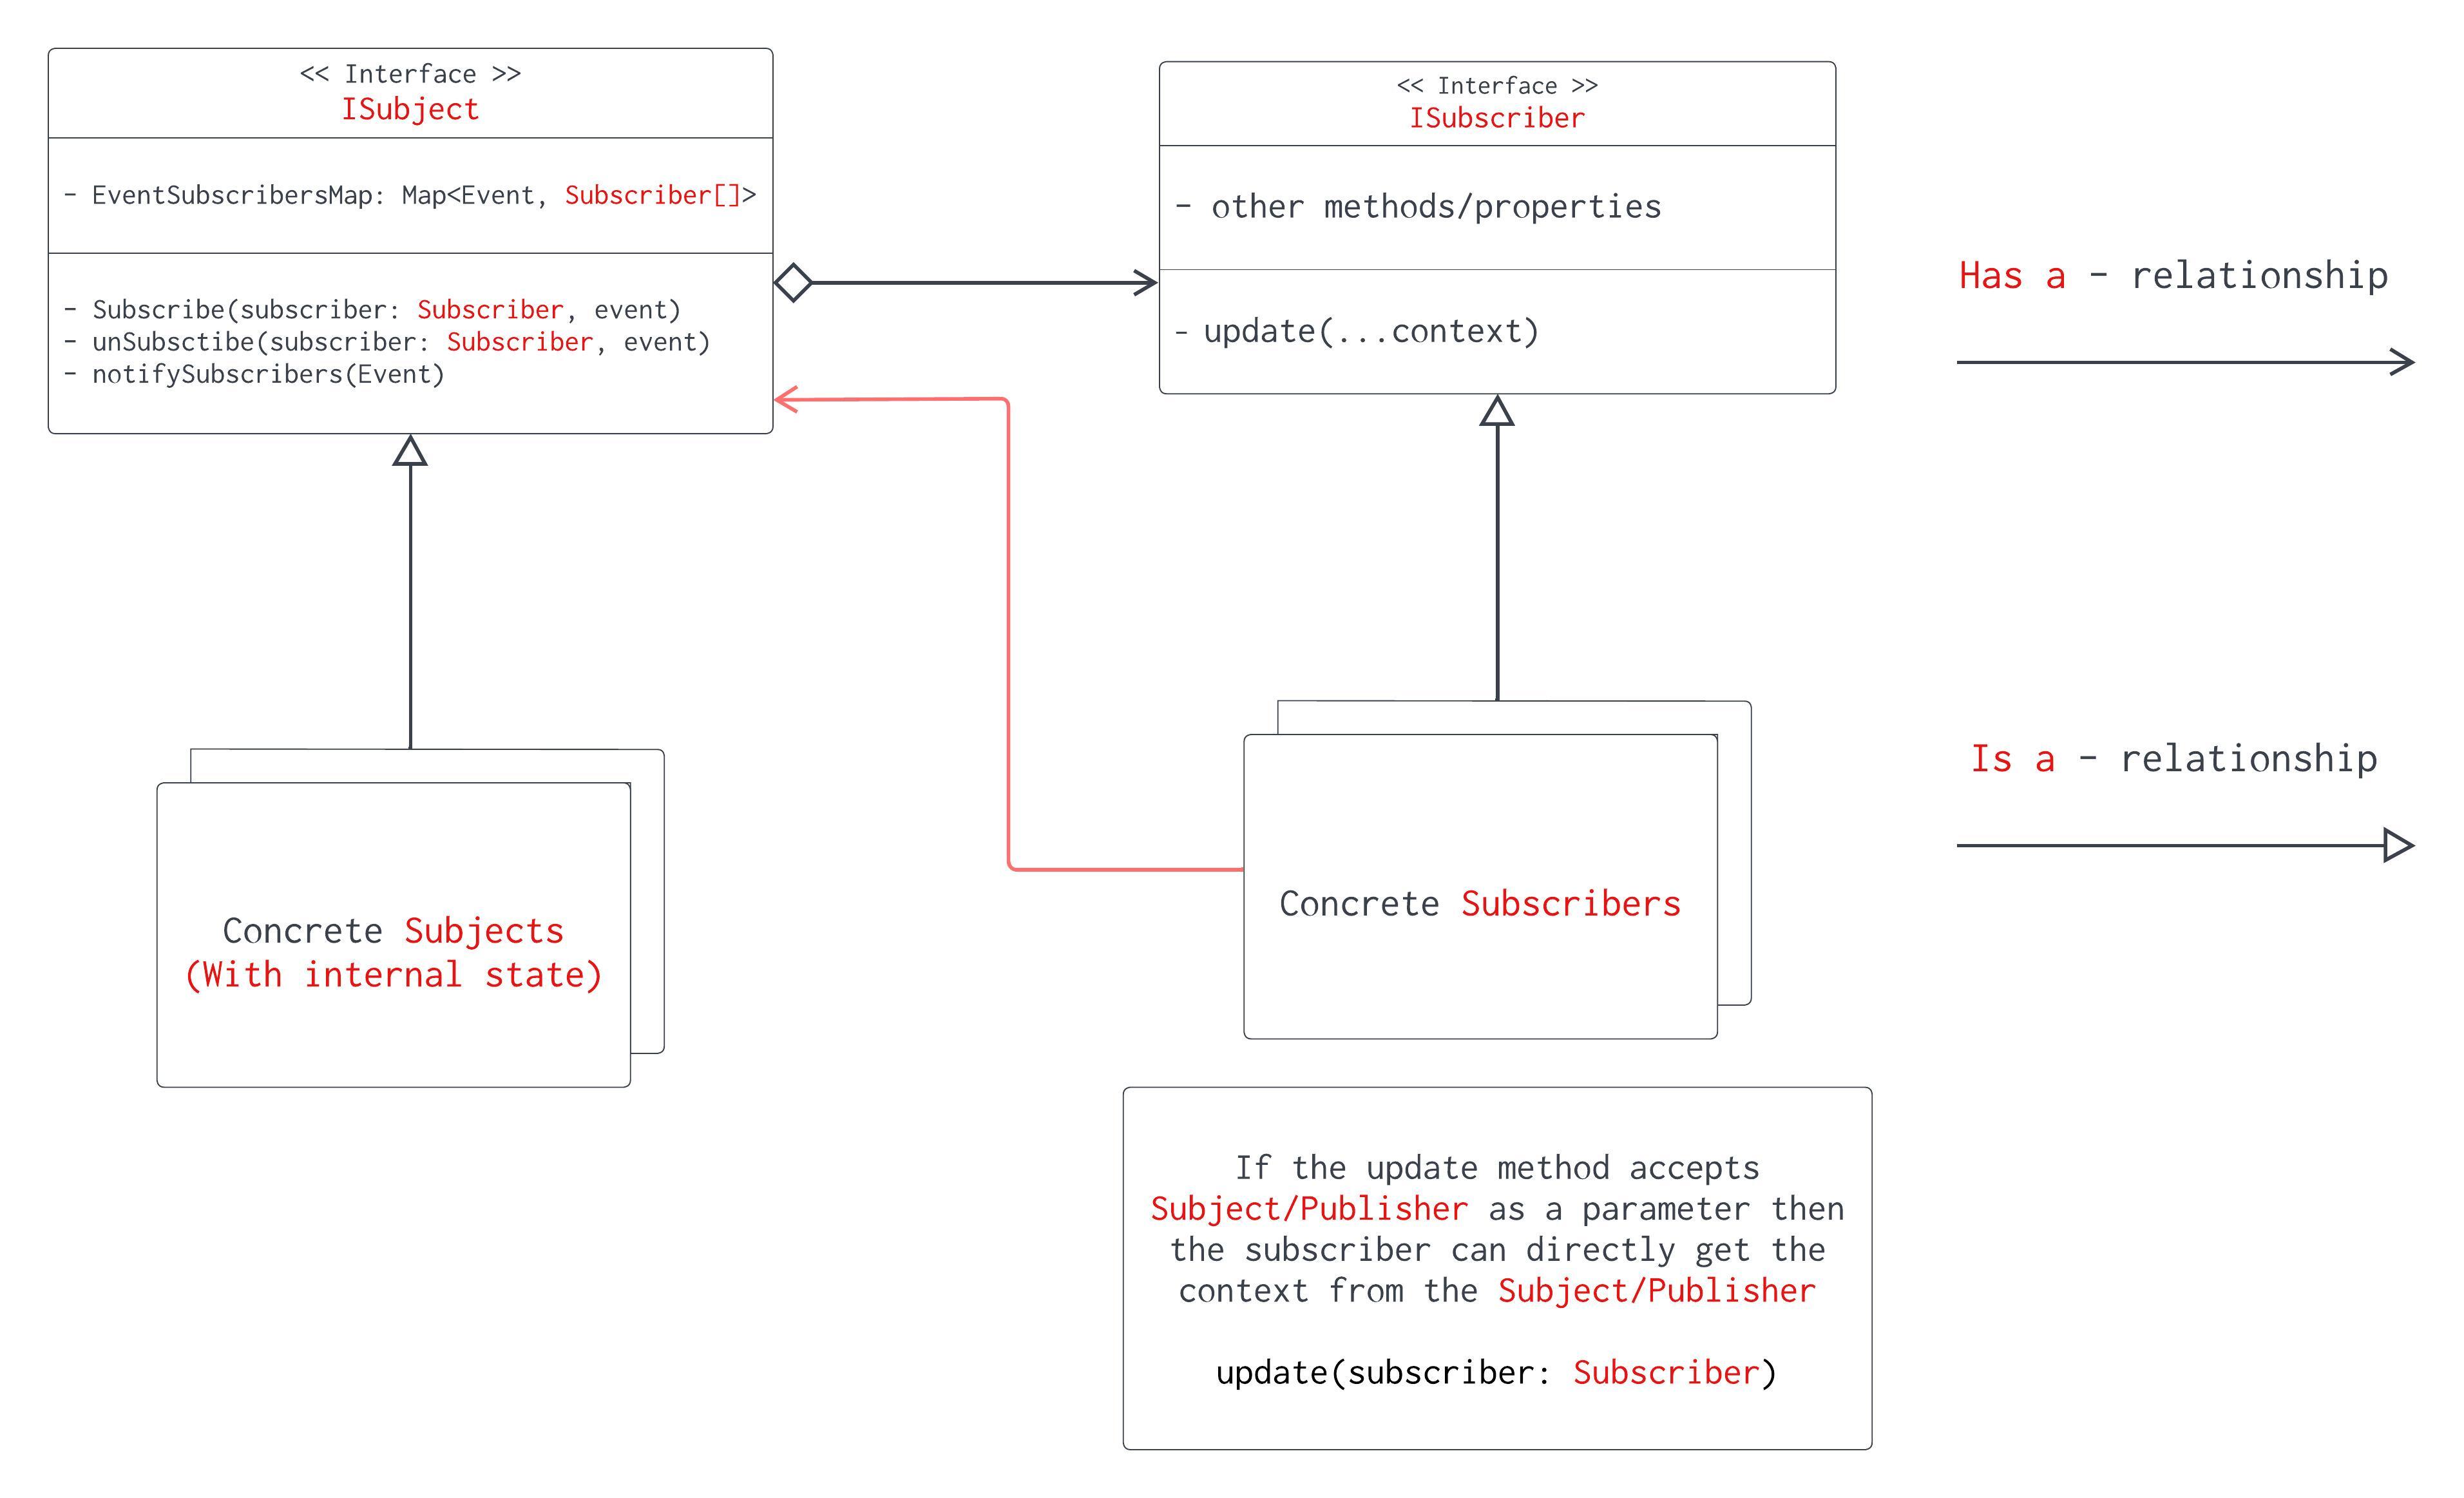 << Interface >>
ISubject
- EventSubscribersMap: Map<Event, Subscriber[]>
- Subscribe(subscriber: Subscriber, event)
- unSubsctibe(subscriber: Subscriber, event)
- notifySubscribers(Event)
<< Interface >>
ISubscriber
- other methods/properties
- update(...context)
Has a - relationship
Is a - relationship
Concrete Subjects
(With internal state)
Concrete Subscribers
If the update method accepts
Subject/Publisher as a parameter then
the subscriber can directly get the
context from the Subject/Publisher
update(subscriber: Subscriber)